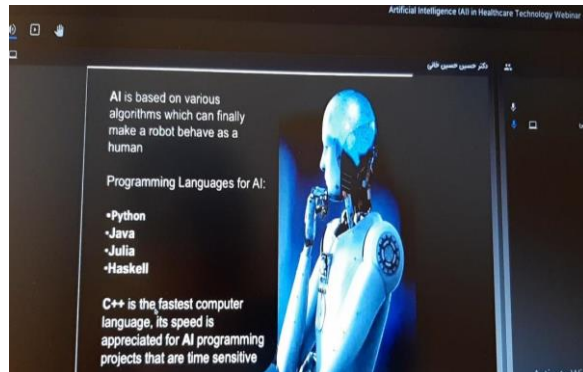 Artificial Intelligence (AI) in Healthcare Technology Webinar
دکتر حسین حسین خانی
AI is based on various
algorithms which can finally
make a robot behave as a
human
Programming Languages for AI:
•Python
•Java
•Julia
•Haskell
C++ is the fastest computer
language, its speed is
appreciated for AI programming
projects that are time sensitive